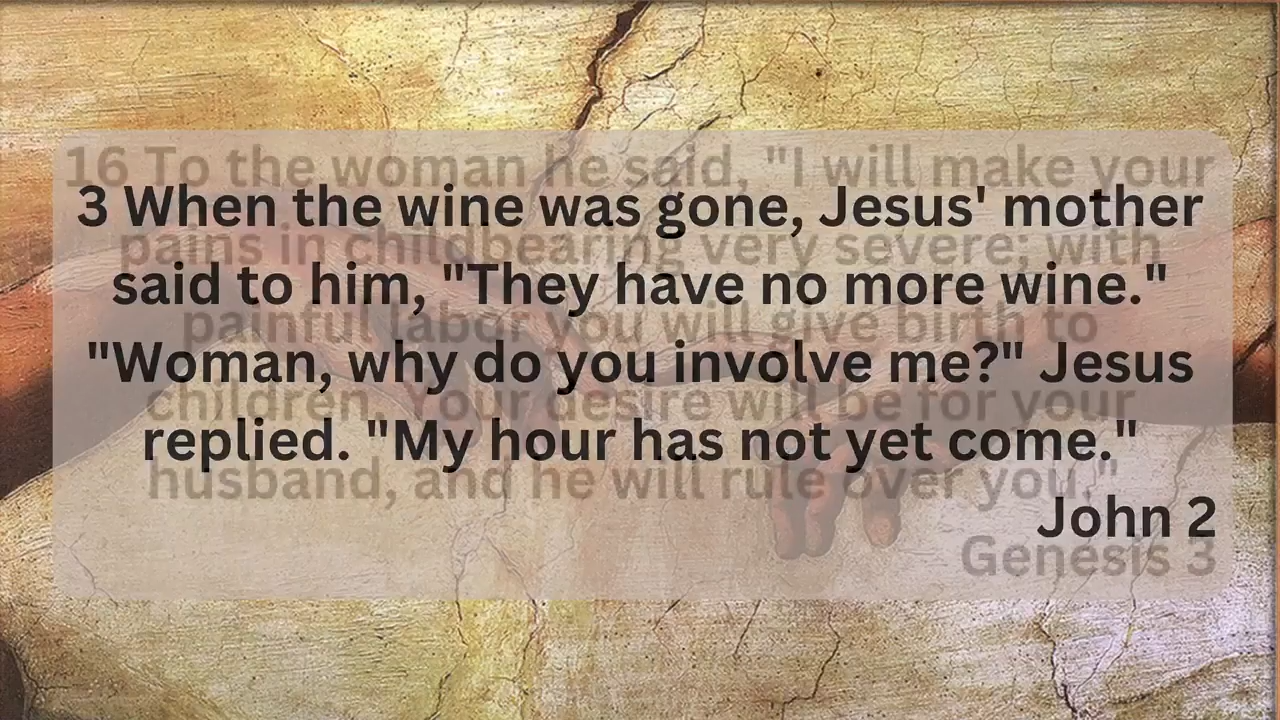 3 When the wine was gone, Jesus' mother
said to him, "They have no more wine."
"Woman, why do you involve me?" Jesus
replied. "My hour has not yet come."
John 2
16 To the woman he said, "I will make your
pains in childbearing very severe; with
painful labor you will give birth to
children. Your desire will be for your
husband, and he will rule over you."
Genesis 3